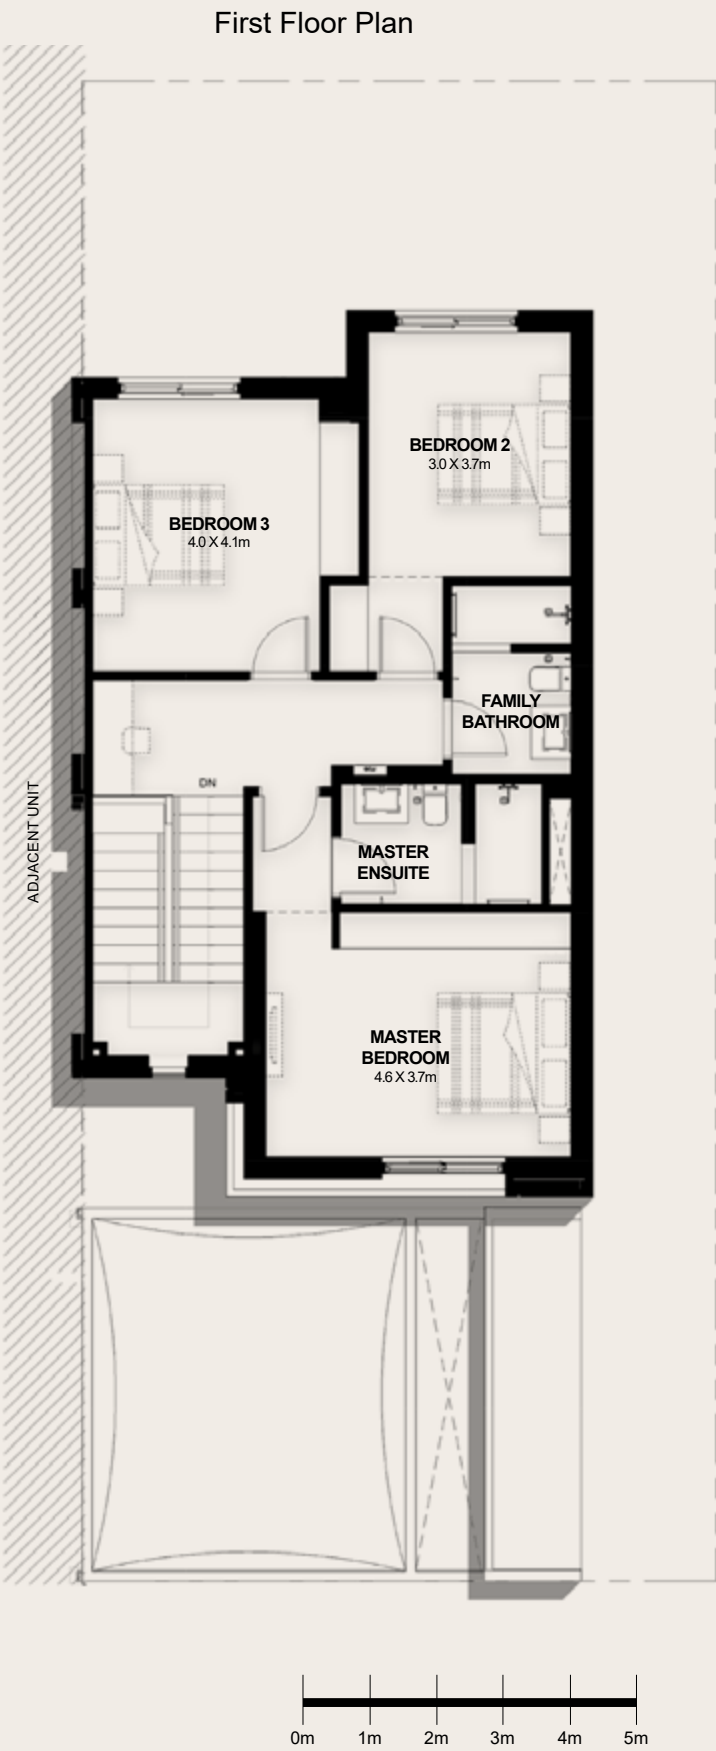 First Floor Plan
BEDROOM 2
3.0 X 3.7m
BEDROOM 3
4.0 X 4.1m
FAMILY
BATHROOM
DN
ADJACENT UNIT
MASTER
ENSUITE
MASTER
BEDROOM
4.6 X 3.7m
0m 1m 2m 3m 4m 5m